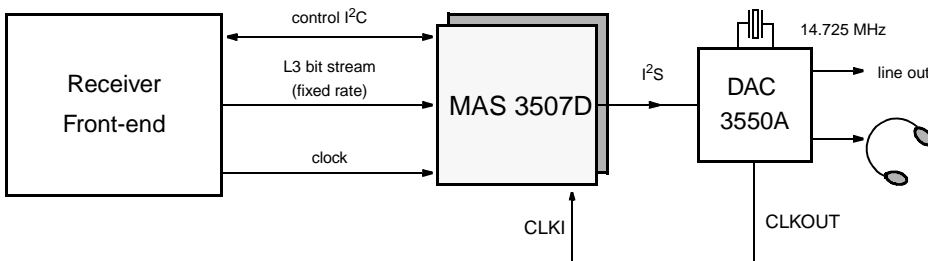 control I²C
14.725 MHz
Receiver
Front-end
L3 bit stream
(fixed rate)
MAS 3507D
I²S
DAC
3550A
line out
clock
CLKI
CLKOUT